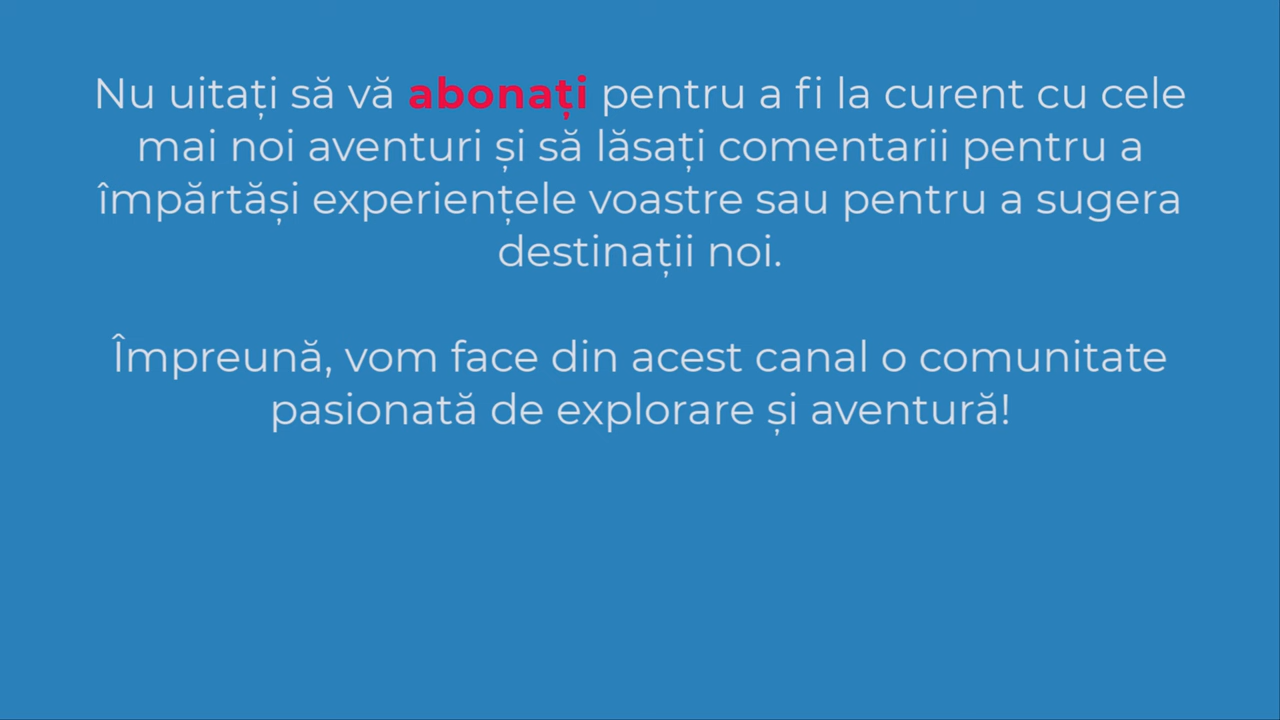 Nu uitați să vă abonați pentru a fi la curent cu cele
mai noi aventuri și să lăsați comentarii pentru a
împărtăși experiențele voastre sau pentru a sugera
destinații noi.
Împreună, vom face din acest canal o comunitate
pasionată de explorare și aventură!